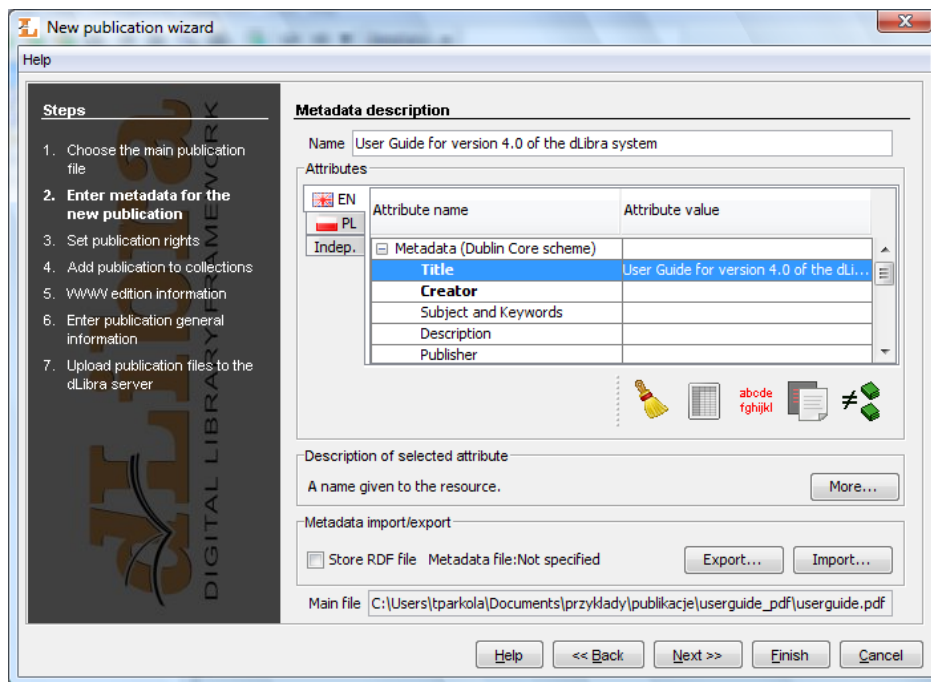 New publication wizard
Help
Steps
1. Choose the main publication
file
2. Enter metadata for the
new publication
3. Set publication rights
4. Add publication to collections
5. WWW edition information
6. Enter publication general
information
7. Upload publication files to the
dLibra server
dLibra
DIGITAL LIBRARY FRAMEWORK
Metadata description
Name User Guide for version 4.0 of the dLibra system
Attributes
EN
PL
Indep.
Attribute name Attribute value
Metadata (Dublin Core scheme)
Title User Guide for version 4.0 of the dLi...
Creator
Subject and Keywords
Description
Publisher
abcde
fghijkl
≠
Description of selected attribute
A name given to the resource.
More...
Metadata import/export
Store RDF file Metadata file:Not specified Export... Import...
Main file C:\Users\tparkola\Documents\przyklady\publikacje\userguide_pdf\userguide.pdf
Help << Back Next >> Finish Cancel